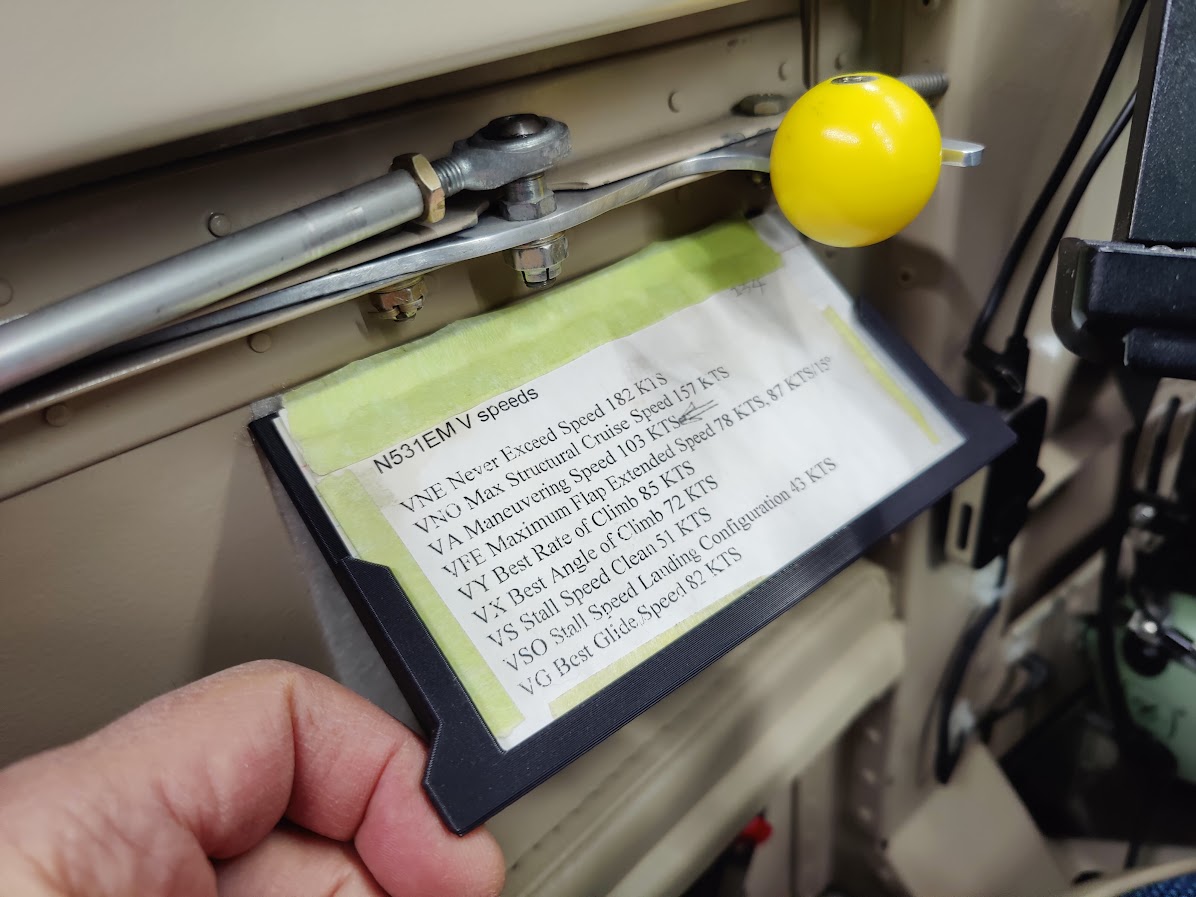 N531EM V speeds
VNE Never Exceed Speed 182 KTS
VNO Max Structural Cruise Speed 157 KTS
VA Maneuvering Speed 103 KTS
VFE Maximum Flap Extended Speed 78 KTS, 87 KTS/15°
VY Best Rate of Climb 85 KTS
VX Best Angle of Climb 72 KTS
VS Stall Speed Clean 51 KTS
VSO Stall Speed Landing Configuration 43 KTS
VG Best Glide Speed 82 KTS